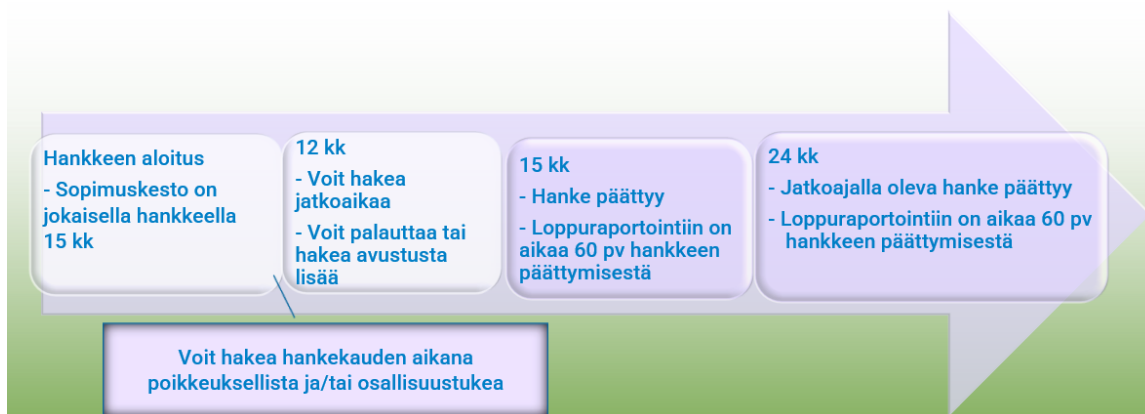 Hankkeen aloitus
- Sopimuskesto on
jokaisella hankkeella
15 kk
12 kk
- Voit hakea
jatkoaikaa
- Voit palauttaa tai
hakea avustusta
lisää
15 kk
- Hanke päättyy
- Loppuraportointiin on
aikaa 60 pv hankkeen
päättymisestä
24 kk
- Jatkoajalla oleva hanke päättyy
- Loppuraportointiin on aikaa 60 pv
hankkeen päättymisestä
Voit hakea hankekauden aikana
poikkeuksellista ja/tai osallisuustukea